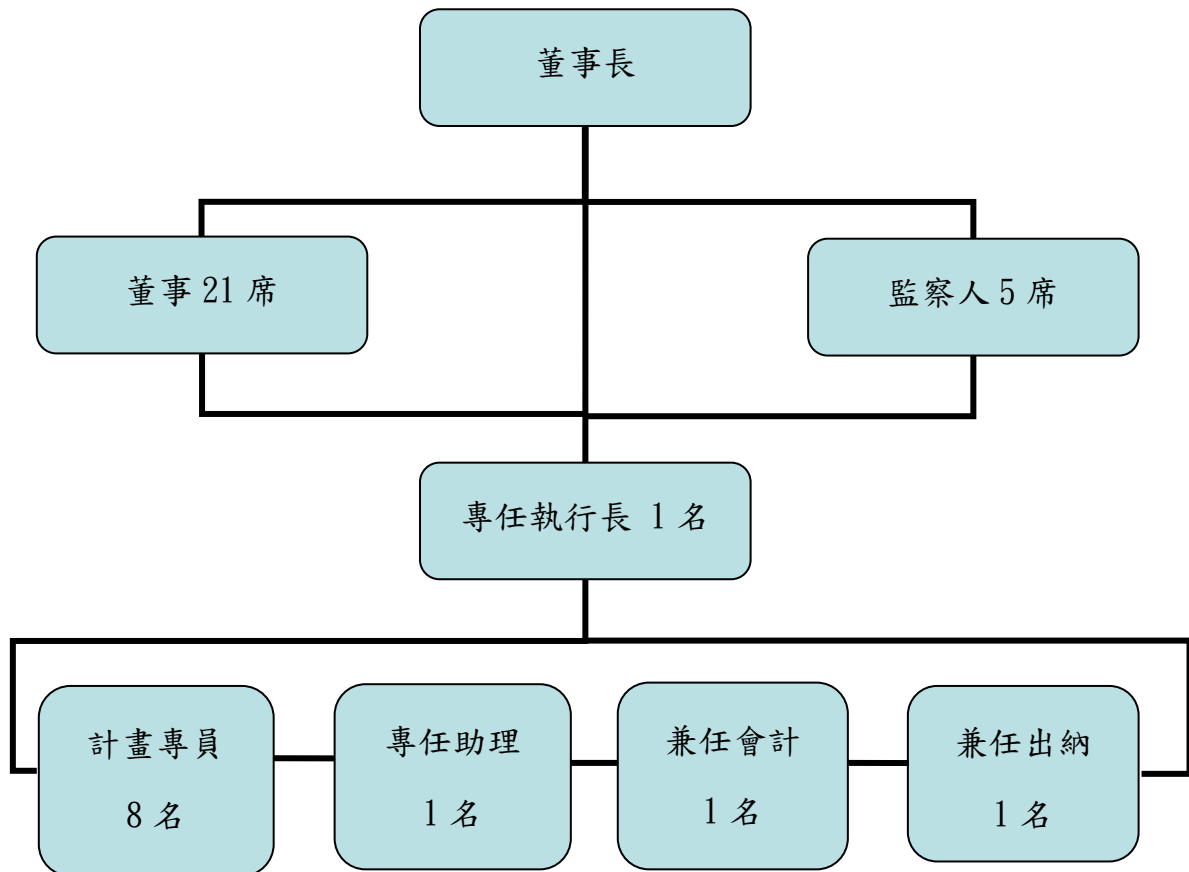 董事長
董事 21 席
監察人 5 席
專任執行長 1 名
計畫專員
8 名
專任助理
1 名
兼任會計
1 名
兼任出納
1 名